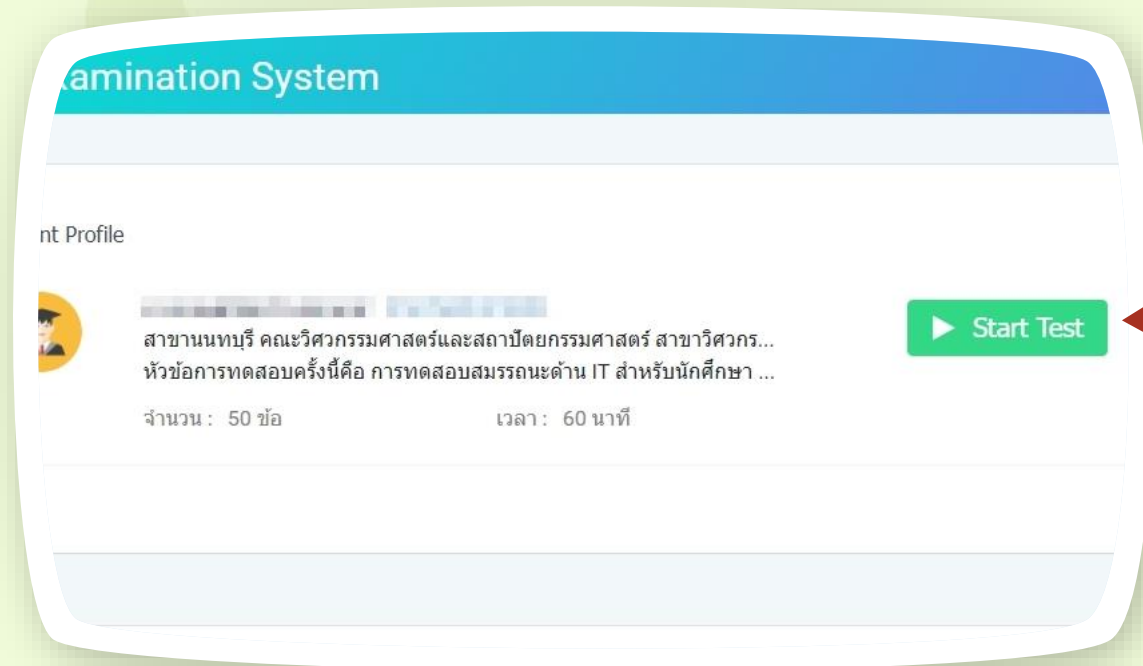 amination System
nt Profile
สาขานนทบุรี คณะวิศวกรรมศาสตร์และสถาปัตยกรรมศาสตร์ สาขาวิศวกร...
หัวข้อการทดสอบครั้งนี้คือ การทดสอบสมรรถนะด้าน IT สำหรับนักศึกษา ...
จำนวน : 50 ข้อ เวลา : 60 นาที
Start Test